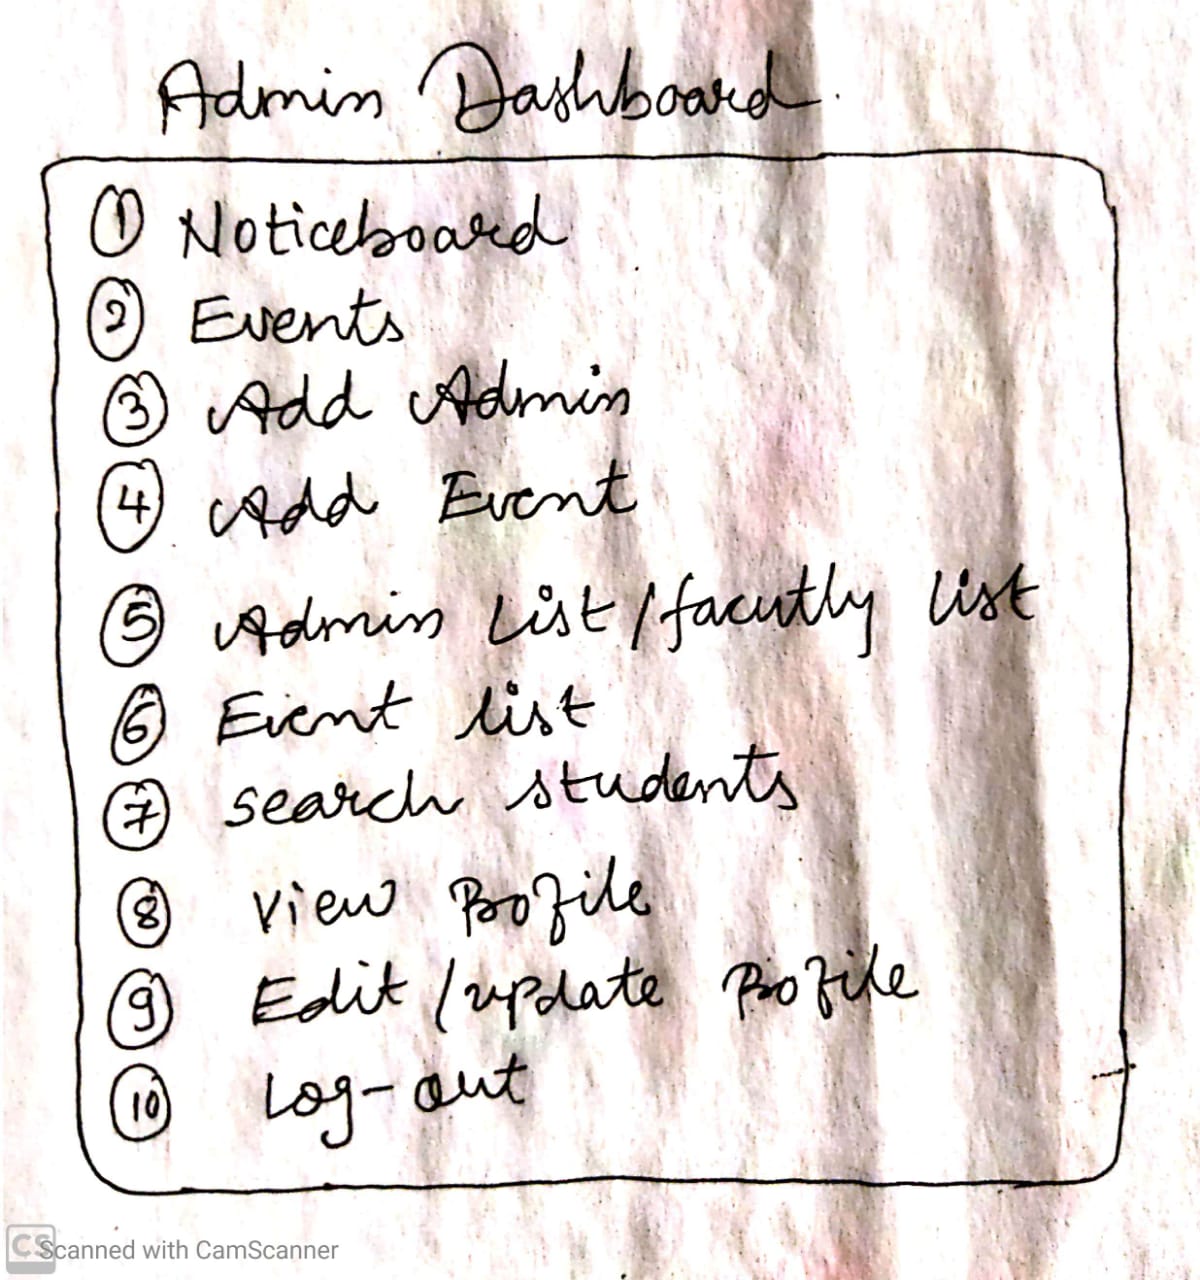 Admin Dashboard.
① Noticeboard
② Events
③ Add Admin
④ Add Event
⑤ Admin List / facutly list
⑥ Event list
⑦ search students
⑧ View Profile
⑨ Edit / update Profile
⑩ Log-out
CS Scanned with CamScanner